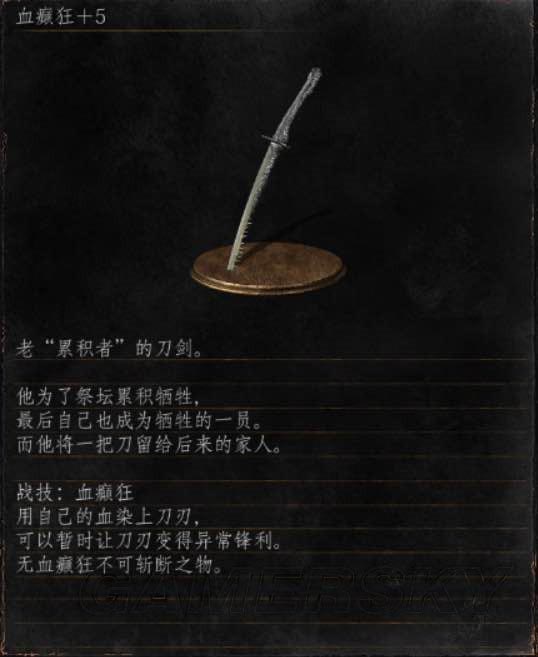 血癫狂+5
老“累积者”的刀剑。
他为了祭坛累积牺牲，
最后自己也成为牺牲的一员。
而他将一把刀留给后来的家人。
战技：血癫狂
用自己的血染上刀刃，
可以暂时让刀刃变得异常锋利。
无血癫狂不可斩断之物。
GAMERSKY